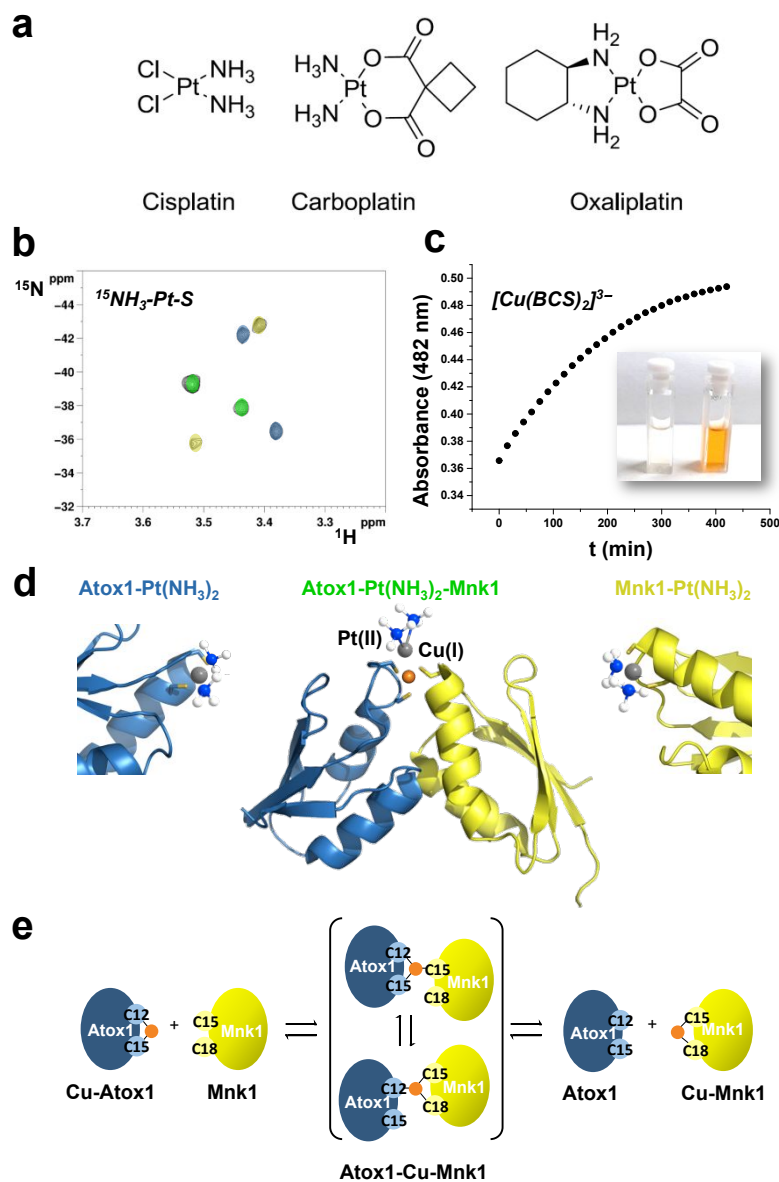 a
Cl
Cl
Pt
NH3
NH3
H3N
H3N
Pt
O
O
O
O
H2
N
N
H2
Pt
O
O
O
O
Cisplatin
Carboplatin
Oxaliplatin
b
15N ppm
15NH3-Pt-S
−44
−42
−40
−38
−36
−34
−32
3.7
3.5
3.4
3.3
ppm
1H
c
[Cu(BCS)2]3−
Absorbance (482 nm)
0.50
0.48
0.46
0.44
0.42
0.40
0.38
0.36
0.34
0
100
200
300
400
500
t (min)
d
Atox1-Pt(NH3)2
Atox1-Pt(NH3)2-Mnk1
Mnk1-Pt(NH3)2
Pt(II)
Cu(I)
e
C12
Atox1
C15
+
C15
Mnk1
C18
Cu-Atox1
Mnk1
C12
Atox1
C15
C15
Mnk1
C18
C12
Atox1
C15
C15
Mnk1
C18
Atox1-Cu-Mnk1
C12
Atox1
C15
+
C15
Mnk1
C18
Atox1
Cu-Mnk1